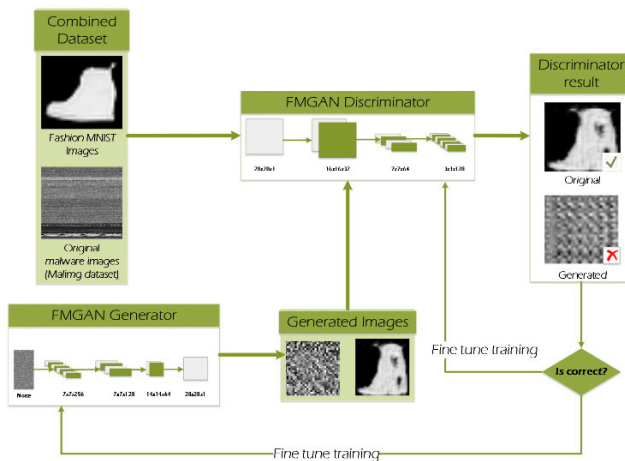 Combined
Dataset
Fashion MNIST
Images
Original
malware images
(Malimg dataset)
FMGAN Discriminator
28x28x1
7x7x64
3x3x128
Discriminator
result
Original
Generated
FMGAN Generator
Noise
7x7x256
7x7x128
14x14x64
28x28x1
Generated Images
Fine tune training
Is correct?
Fine tune training